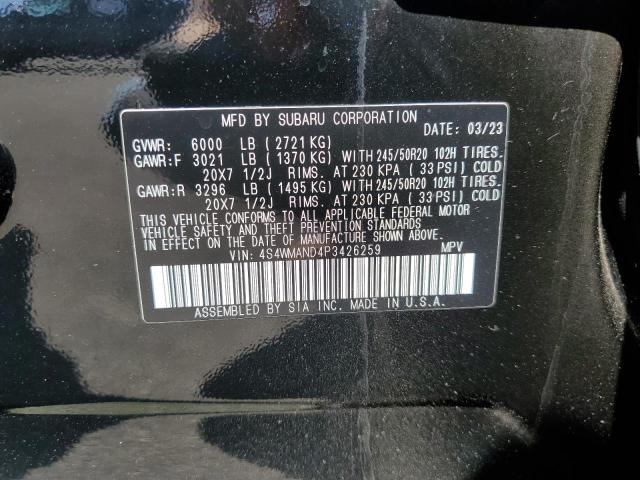 MFD BY SUBARU CORPORATION
DATE: 03/23
GVWR: 6000 LB (2721 KG)
GAWR:F 3021 LB (1370 KG) WITH 245/50R20 102H TIRES.
20X7 1/2J RIMS. AT 230 KPA (33 PSI) COLD
GAWR:R 3296 LB (1495 KG) WITH 245/50R20 102H TIRES.
20X7 1/2J RIMS. AT 230 KPA (33 PSI) COLD
THIS VEHICLE CONFORMS TO ALL APPLICABLE FEDERAL MOTOR
VEHICLE SAFETY AND THEFT PREVENTION STANDARDS
IN EFFECT ON THE DATE OF MANUFACTURE SHOWN ABOVE.
VIN: 4S4WMAND4P3426259 MPV
ASSEMBLED BY SIA INC. MADE IN U.S.A.